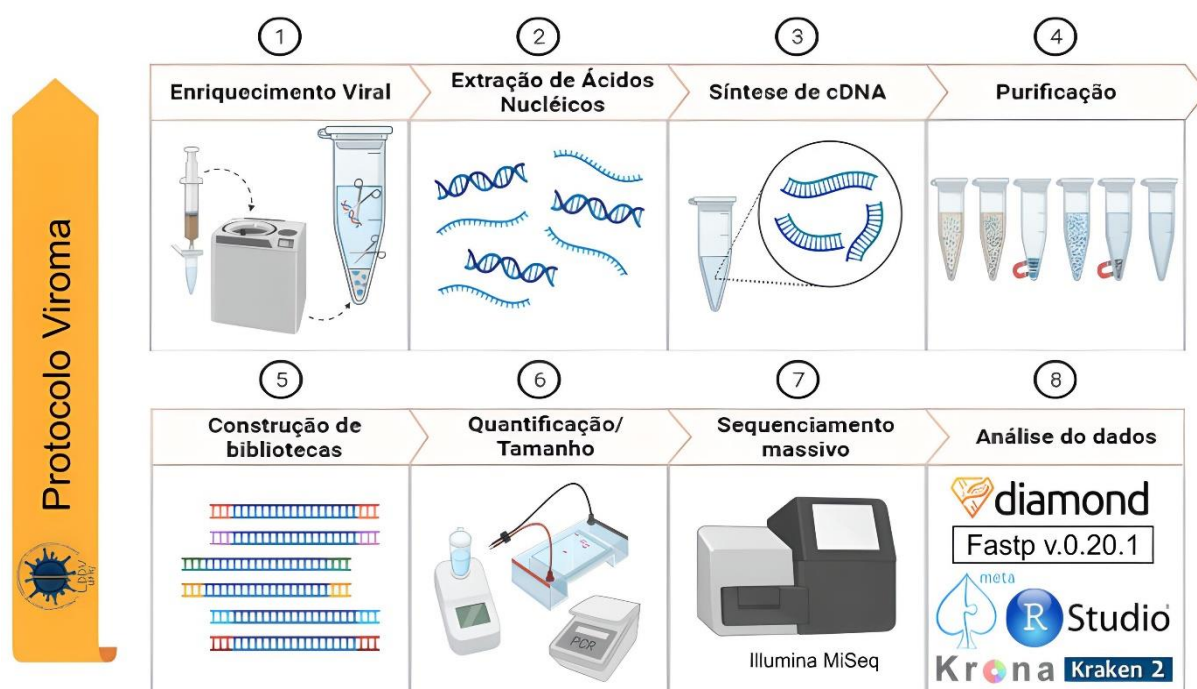 Protocolo Viroma
LDDV
UFRJ
1
2
3
4
Enriquecimento Viral
Extração de Ácidos
Nucléicos
Síntese de cDNA
Purificação
5
6
7
8
Construção de
bibliotecas
Quantificação/
Tamanho
Sequenciamento
massivo
Análise do dados
PCR
Illumina MiSeq
diamond
Fastp v.0.20.1
meta
R Studio
Krona
Kraken 2